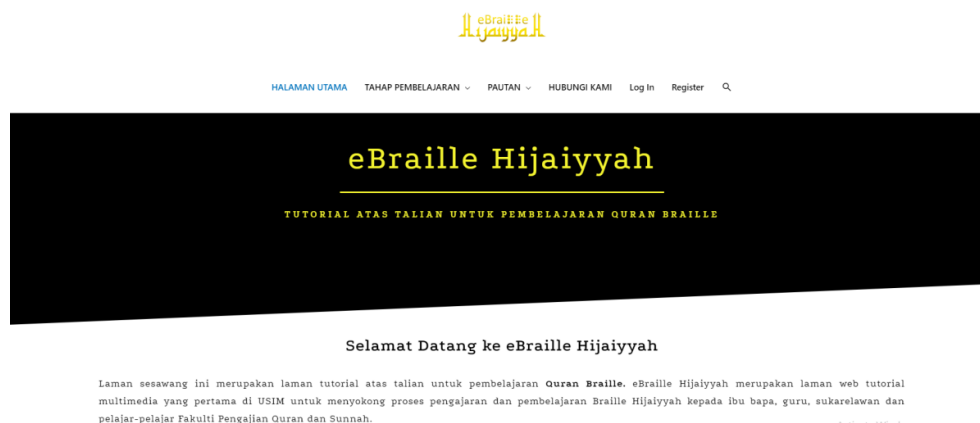 eBraille
Hijaiyyah
HALAMAN UTAMA TAHAP PEMBELAJARAN PAUTAN HUBUNGI KAMI Log In Register
eBraille Hijaiyyah
TUTORIAL ATAS TALIAN UNTUK PEMBELAJARAN QURAN BRAILLE
Selamat Datang ke eBraille Hijaiyyah
Laman sesawang ini merupakan laman tutorial atas talian untuk pembelajaran Quran Braille. eBraille Hijaiyyah merupakan laman web tutorial
multimedia yang pertama di USIM untuk menyokong proses pengajaran dan pembelajaran Braille Hijaiyyah kepada ibu bapa, guru, sukarelawan dan
pelajar-pelajar Fakulti Pengajian Quran dan Sunnah.